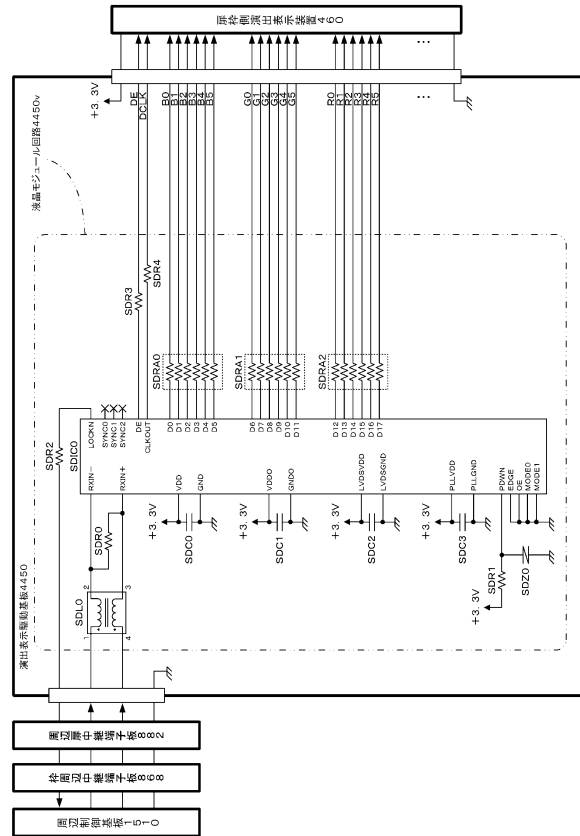 扉枠側演出表示装置460
+3.3V
DE
DCLK
B0
B1
B2
B3
B4
B5
G0
G1
G2
G3
G4
G5
R0
R1
R2
R3
R4
R5
...
...
液晶モジュール回路4450v
SDR3
SDR4
SDRA0
SDRA1
SDRA2
SDR2
SDIC0
LOCKN
SYNC0
SYNC1
SYNC2
DE
CLKOUT
D0
D1
D2
D3
D4
D5
D6
D7
D8
D9
D10
D11
D12
D13
D14
D15
D16
D17
RXIN-
RXIN+
VDD
GND
VDDO
GNDO
LVDSVDD
LVDSGND
PLLVDD
PLLGND
PDWN
EDGE
OE
MODE0
MODE1
SDR0
+3.3V
SDC0
+3.3V
SDC1
+3.3V
SDC2
+3.3V
SDC3
+3.3V
SDR1
SDZ0
SDL0
1
2
3
4
演出表示駆動基板4450
周辺扉中継端子板882
枠周辺中継端子板868
周辺制御基板1510